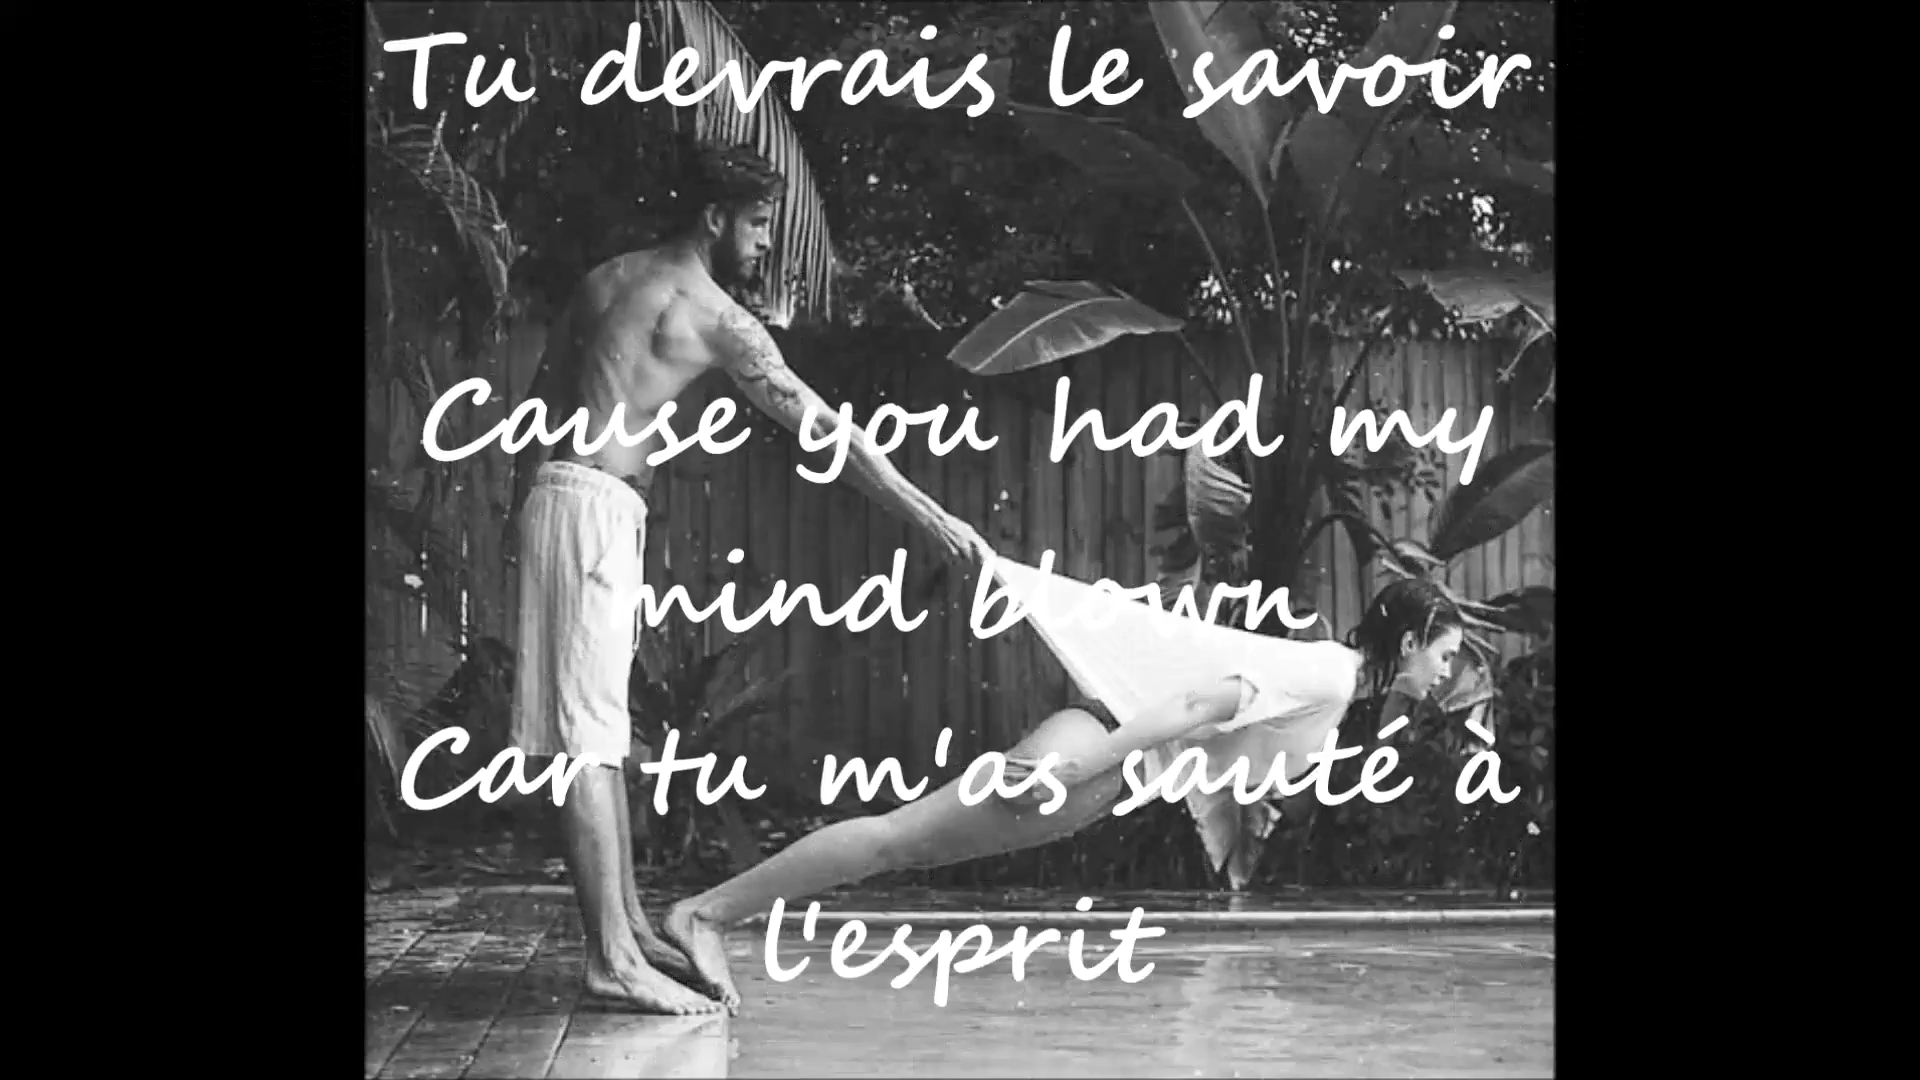 Tu devrais le savoir
Cause you had my
mind blown
Car tu m'as sauté à
l'esprit